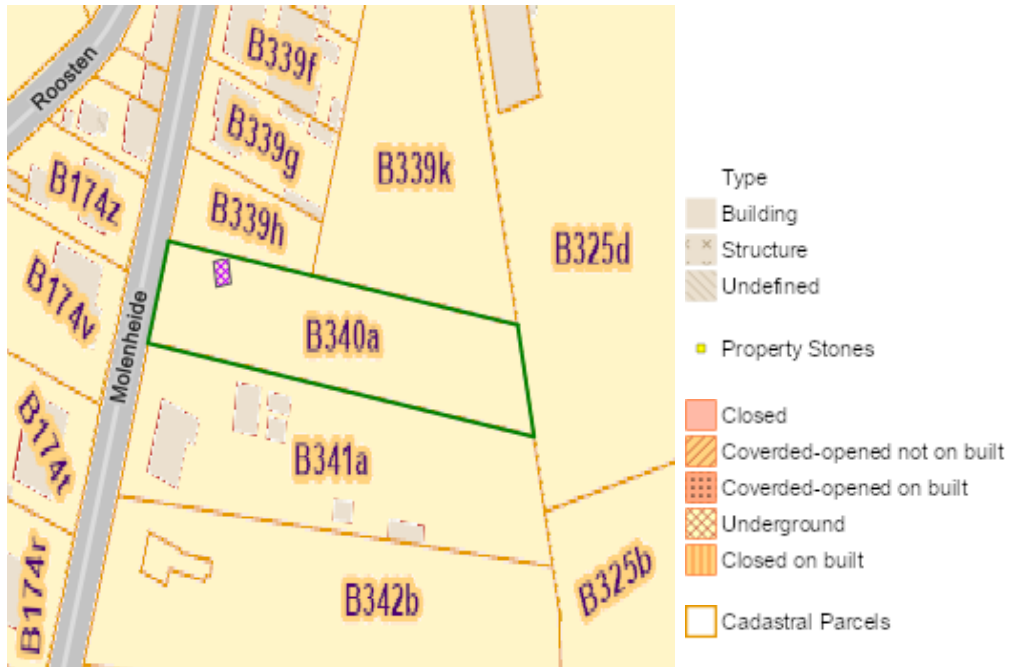 Roosten
B339f
B339g
B339k
B174z
B339h
B325d
B174v
Molenheide
B340a
B174t
B341a
B174r
B342b
B325b
Type
Building
Structure
Undefined
Property Stones
Closed
Coverded-opened not on built
Coverded-opened on built
Underground
Closed on built
Cadastral Parcels